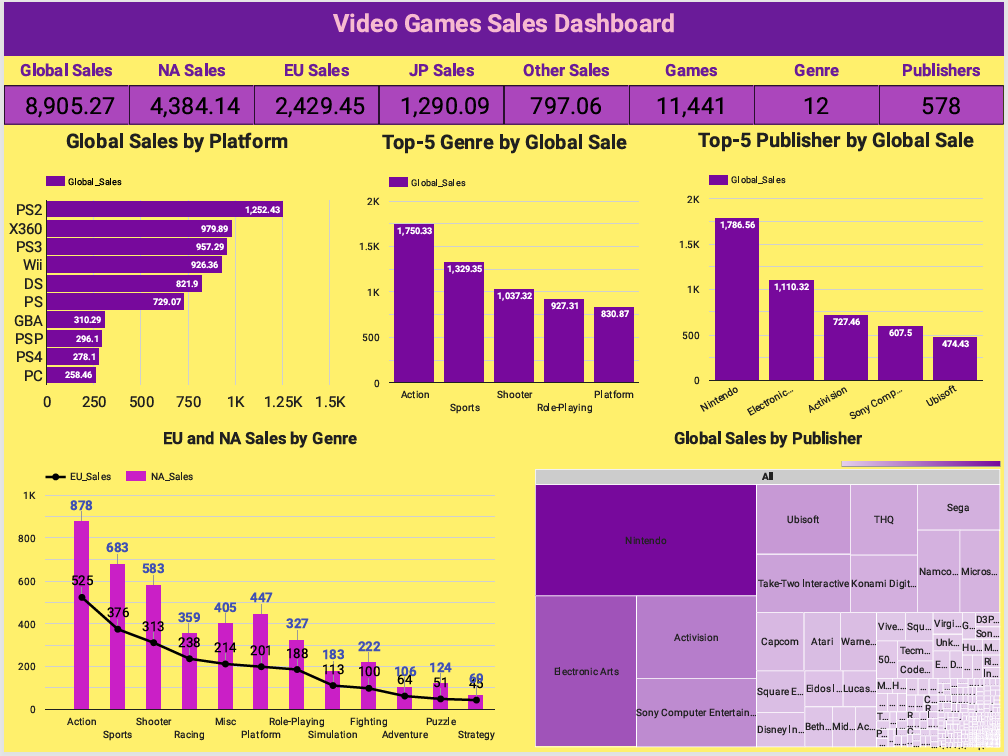 Video Games Sales Dashboard
Global Sales NA Sales EU Sales JP Sales Other Sales Games Genre Publishers
8,905.27 4,384.14 2,429.45 1,290.09 797.06 11,441 12 578
Global Sales by Platform
Global_Sales
PS2 1,252.43
X360 979.89
PS3 957.29
Wii 926.36
DS 821.9
PS 729.07
GBA 310.29
PSP 296.1
PS4 278.1
PC 258.46
0 250 500 750 1K 1.25K 1.5K
Top-5 Genre by Global Sale
Global_Sales
2K
1.5K
1K
500
0
1,750.33 1,329.35 1,037.32 927.31 830.87
Action Sports Shooter Role-Playing Platform
Top-5 Publisher by Global Sale
Global_Sales
2K
1.5K
1K
500
0
1,786.56 1,110.32 727.46 607.5 474.43
Nintendo Electronic… Activision Sony Comp… Ubisoft
EU and NA Sales by Genre
EU_Sales NA_Sales
1K
800
600
400
200
0
878 683 583 359 405 447 327 183 222 106 124 69
525 376 313 238 214 201 188 113 100 64 51 45
Action Sports Shooter Racing Misc Platform Role-Playing Simulation Fighting Adventure Puzzle Strategy
Global Sales by Publisher
All
Nintendo
Electronic Arts
Activision
Sony Computer Entertain…
Ubisoft
THQ
Sega
Take-Two Interactive
Konami Digit…
Namco…
Micros…
Capcom
Atari
Warne…
Square E…
Eidos I…
Lucas…
Disney In…
Beth…
Mid…
Ac…
Vive…
Squ…
Virgi…
G…
D3P…
Son…
50…
Tecm…
Code…
Unk…
Hu…
M…
E…
D…
Ri…
In…
M…
H…
C…
R…
T…
R
I
P…